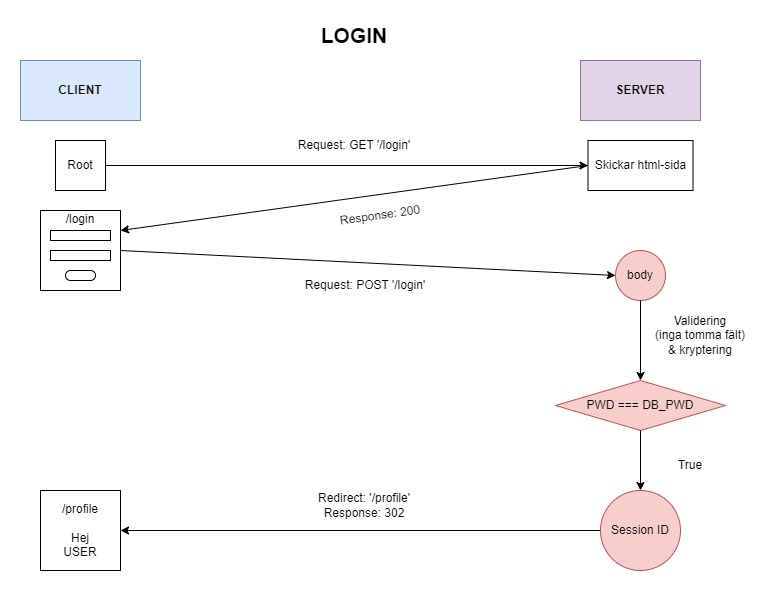 LOGIN
CLIENT
SERVER
Request: GET '/login'
Root
Skickar html-sida
Response: 200
/login
Request: POST '/login'
body
Validering
(inga tomma fält)
& kryptering
PWD === DB_PWD
True
Redirect: '/profile'
Response: 302
/profile
Hej
USER
Session ID